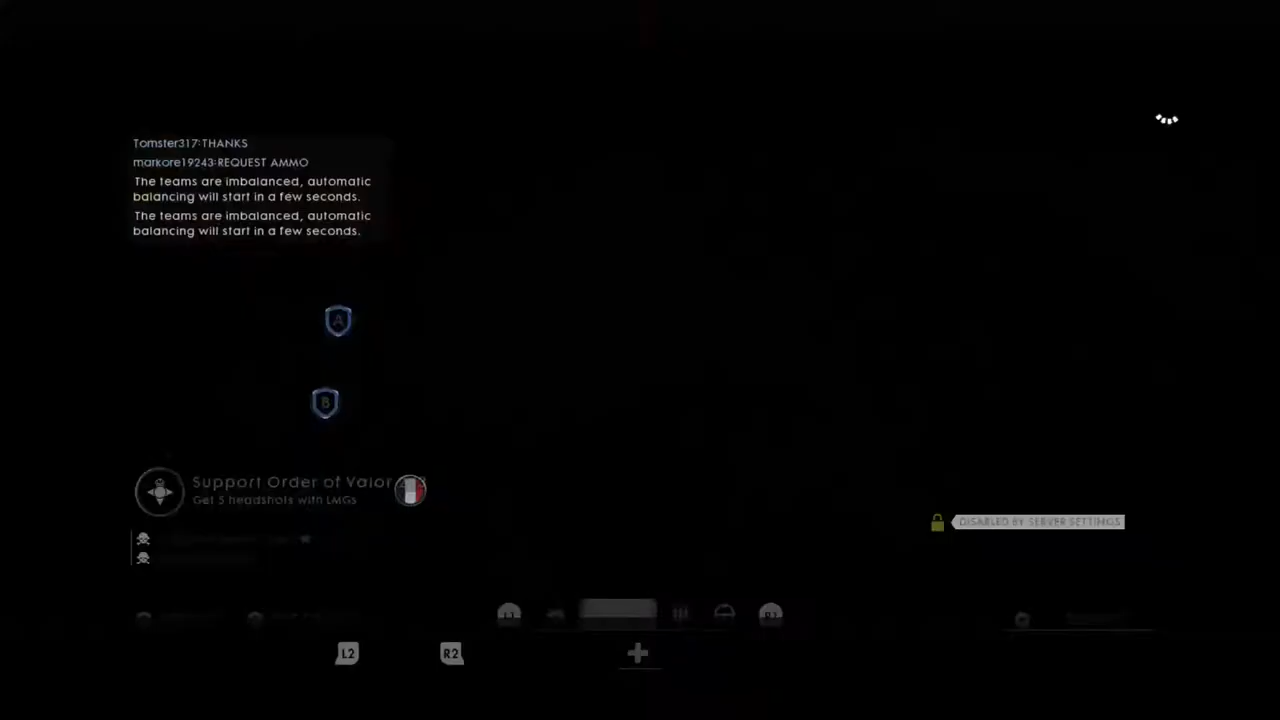 Tomster317:THANKS
markore19243:REQUEST AMMO
The teams are imbalanced, automatic
balancing will start in a few seconds.
The teams are imbalanced, automatic
balancing will start in a few seconds.
A
B
Support Order of Valor
Get 5 headshots with LMGs
DISABLED BY SERVER SETTINGS
L1
R1
L2
R2